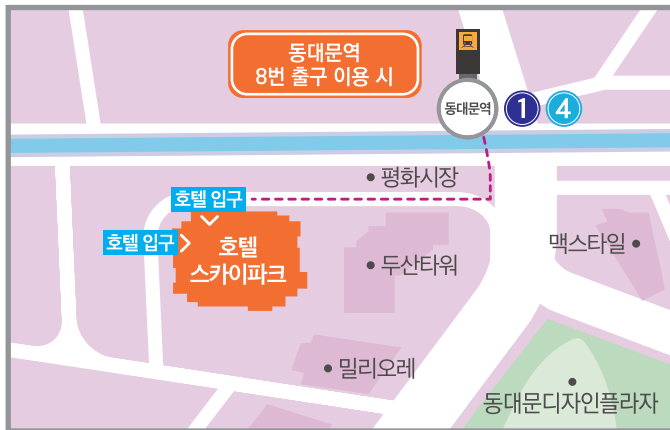 동대문역
8번 출구 이용 시
동대문역
1
4
평화시장
호텔 입구
호텔 입구
호텔
스카이파크
두산타워
맥스타일
밀리오레
동대문디자인플라자